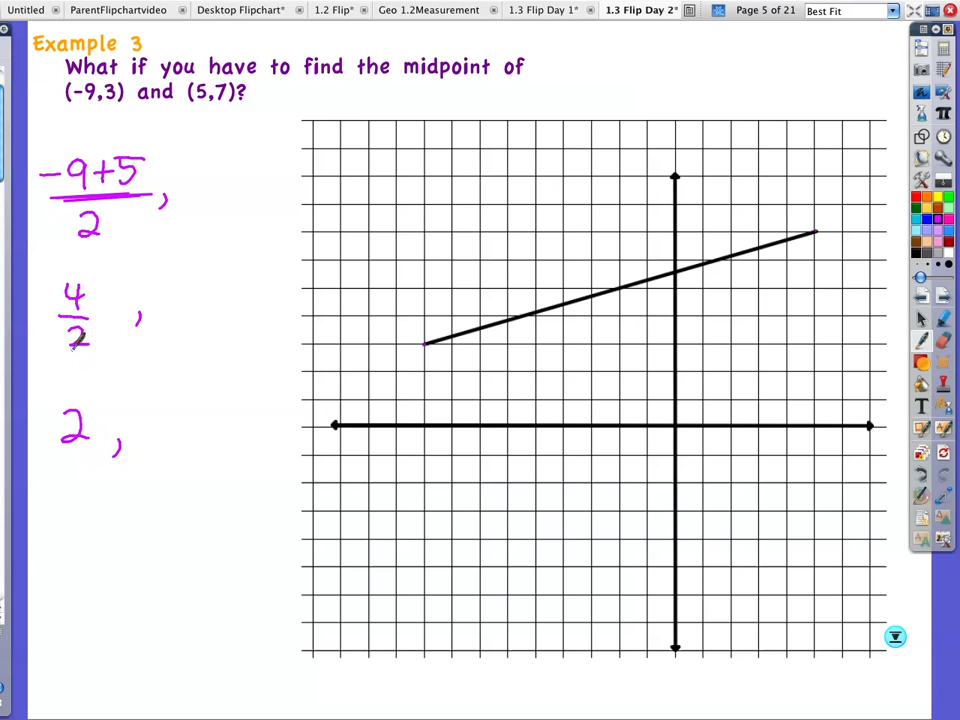 Untitled ParentFlipchartvideo Desktop Flipchart* 1.2 Flip* Geo 1.2Measurement 1.3 Flip Day 1* 1.3 Flip Day 2* Page 5 of 21 Best Fit
Example 3
What if you have to find the midpoint of
(-9,3) and (5,7)?
-9+5
2 ,
4
2 ,
2 ,
T
π